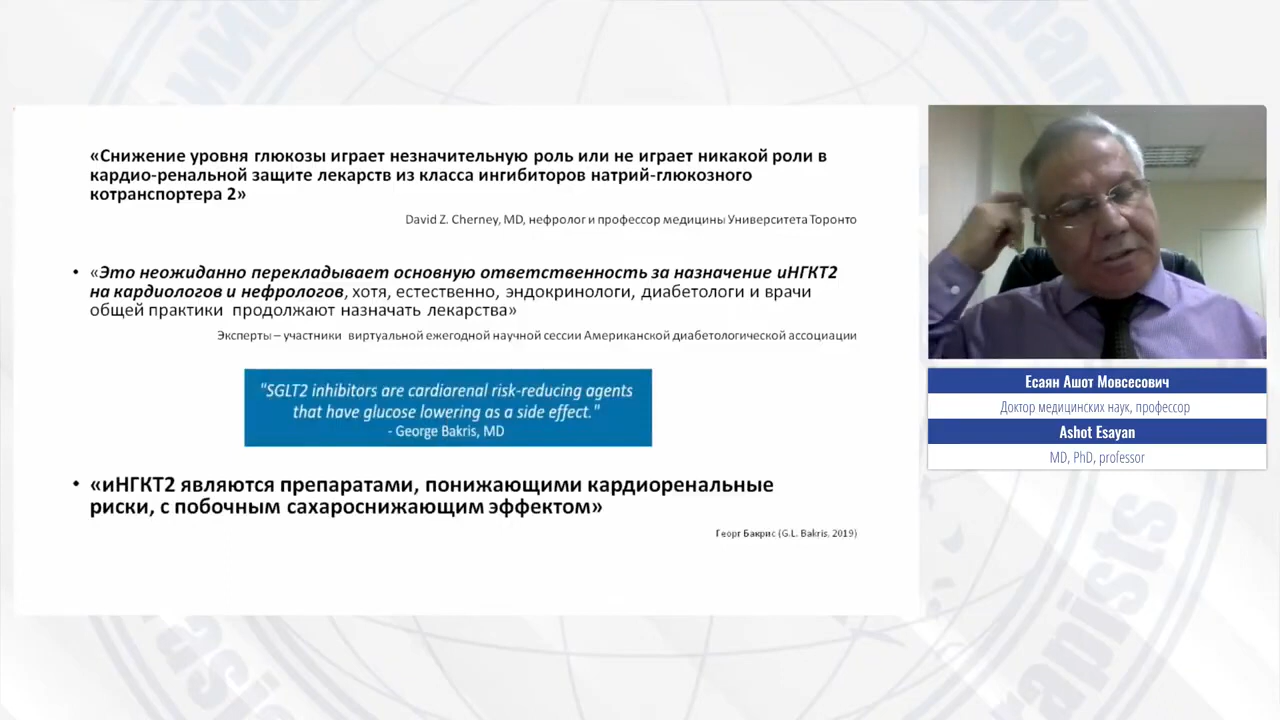 «Снижение уровня глюкозы играет незначительную роль или не играет никакой роли в
кардио-ренальной защите лекарств из класса ингибиторов натрий-глюкозного
котранспортера 2»
David Z. Cherney, MD, нефролог и профессор медицины Университета Торонто
• «Это неожиданно перекладывает основную ответственность за назначение иНГКТ2
на кардиологов и нефрологов, хотя, естественно, эндокринологи, диабетологи и врачи
общей практики продолжают назначать лекарства»
Эксперты – участники виртуальной ежегодной научной сессии Американской диабетологической ассоциации
"SGLT2 inhibitors are cardiorenal risk-reducing agents
that have glucose lowering as a side effect."
- George Bakris, MD
• «иНГКТ2 являются препаратами, понижающими кардиоренальные
риски, с побочным сахароснижающим эффектом»
Георг Бакрис (G.L. Bakris, 2019)
Есаян Ашот Мовсесович
Доктор медицинских наук, профессор
Ashot Esayan
MD, PhD, professor